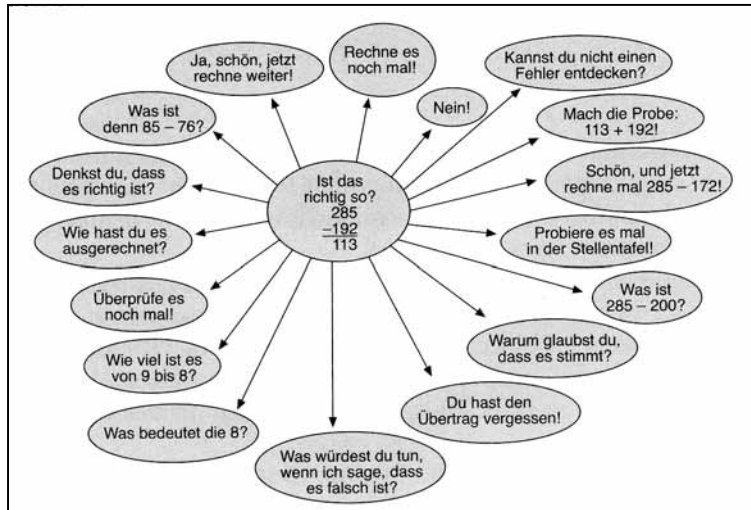 Ist das
richtig so?
285
–192
113
Rechne es
noch mal!
Nein!
Kannst du nicht einen
Fehler entdecken?
Mach die Probe:
113 + 192!
Schön, und jetzt
rechne mal 285 – 172!
Probiere es mal
in der Stellentafel!
Was ist
285 – 200?
Warum glaubst du,
dass es stimmt?
Du hast den
Übertrag vergessen!
Was würdest du tun,
wenn ich sage, dass
es falsch ist?
Was bedeutet die 8?
Wie viel ist es
von 9 bis 8?
Überprüfe es
noch mal!
Wie hast du es
ausgerechnet?
Denkst du, dass
es richtig ist?
Was ist
denn 85 – 76?
Ja, schön, jetzt
rechne weiter!